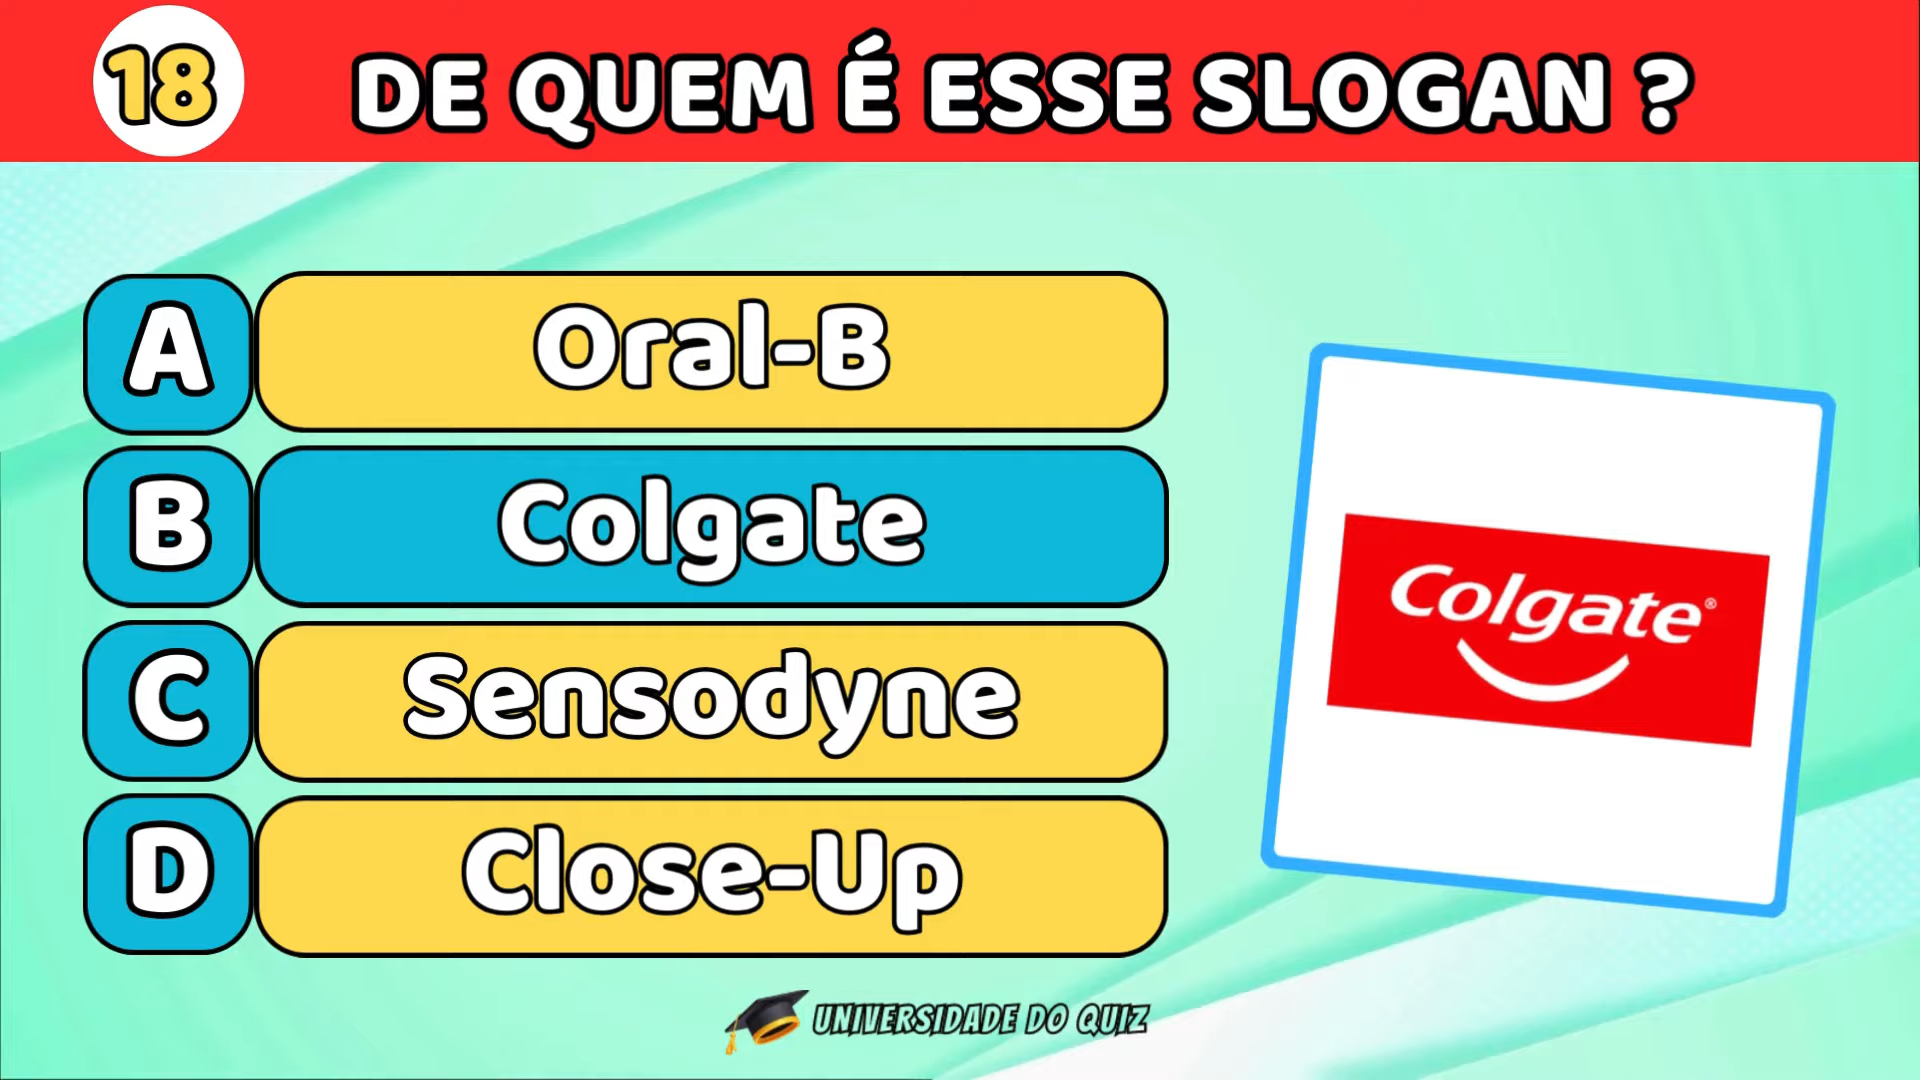 18
DE QUEM É ESSE SLOGAN ?
A
Oral-B
B
Colgate
C
Sensodyne
D
Close-Up
Colgate®
UNIVERSIDADE DO QUIZ